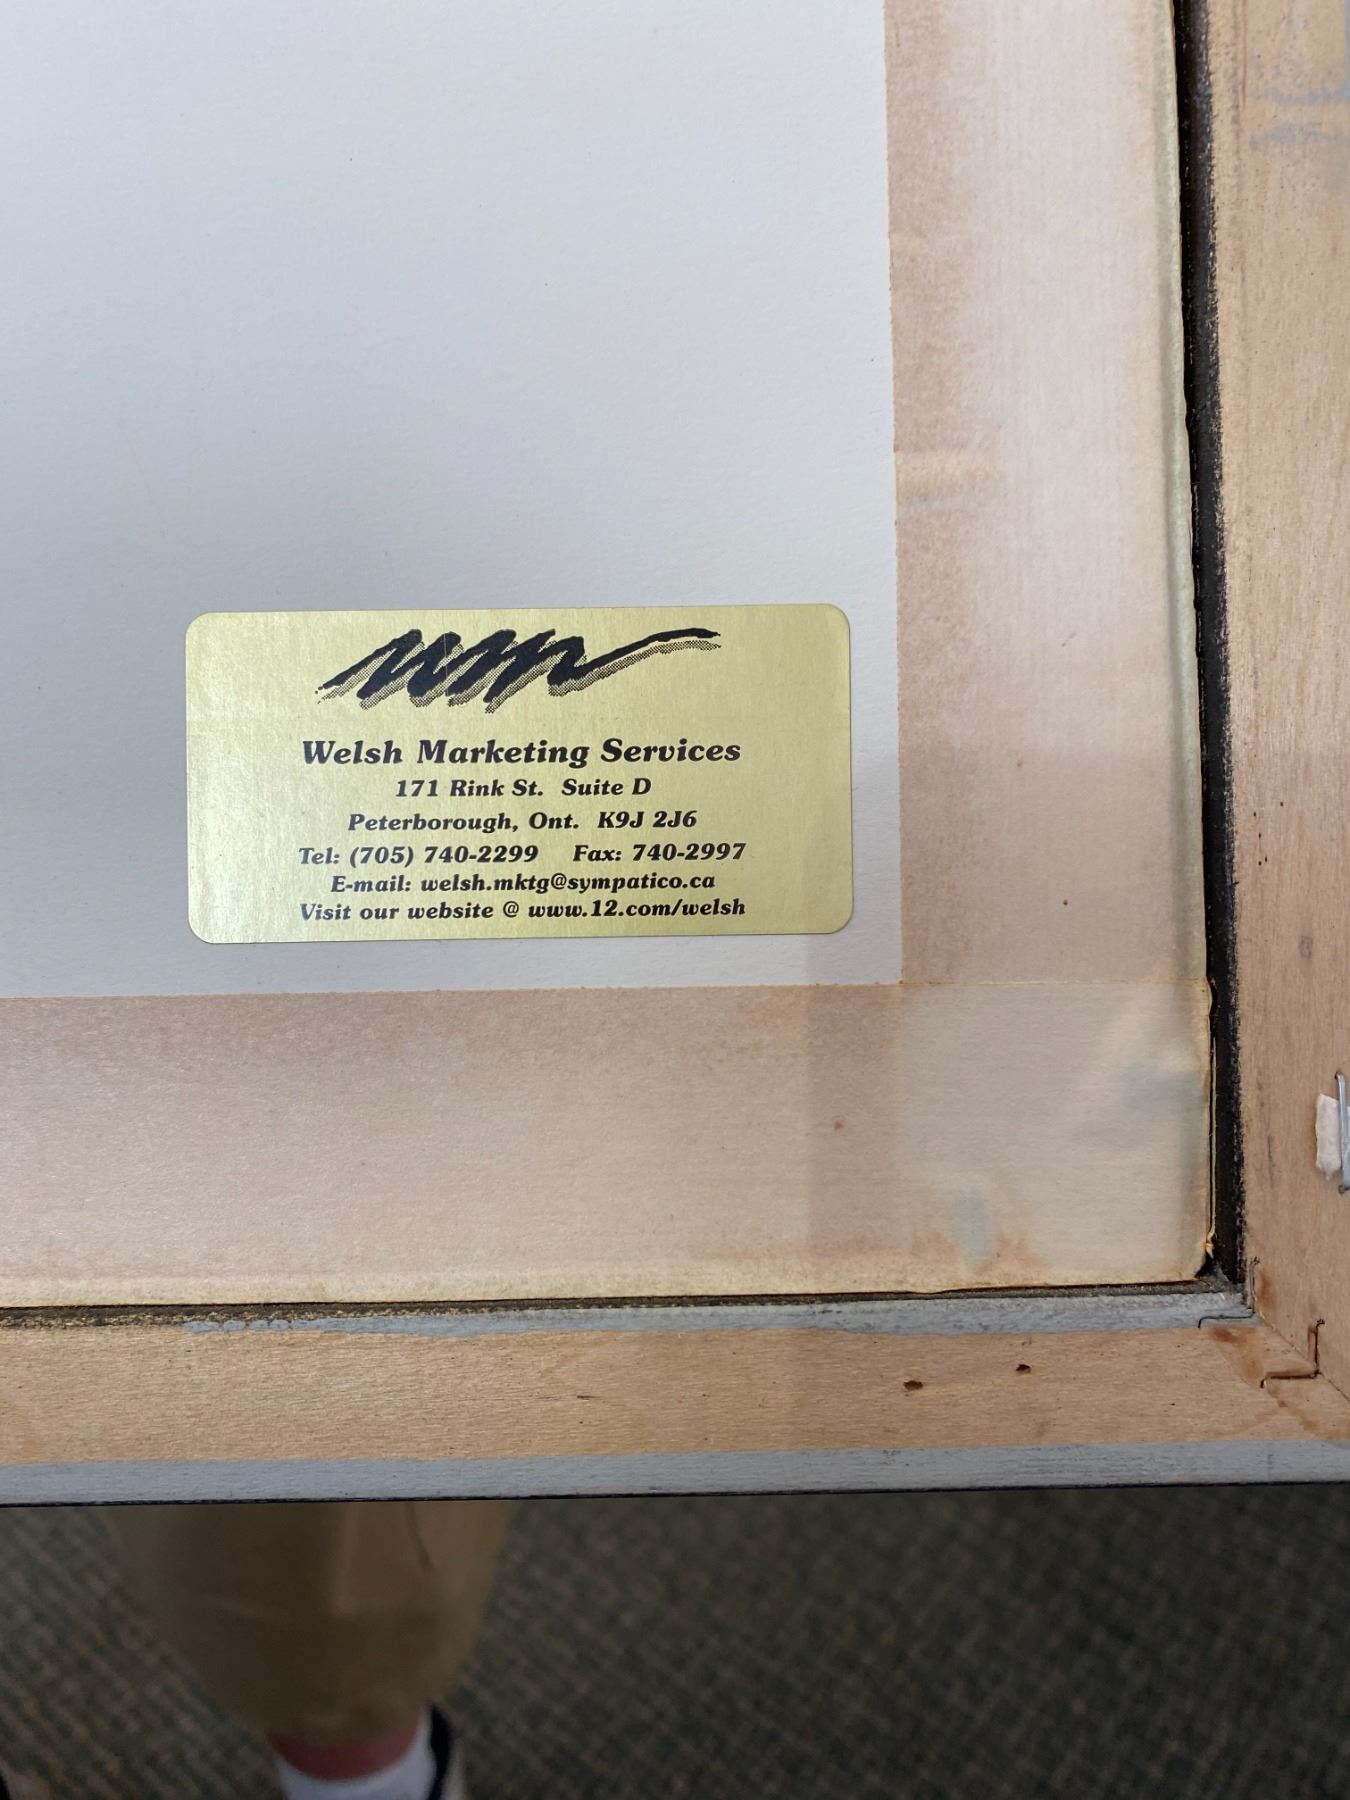 Welsh Marketing Services
171 Rink St. Suite D
Peterborough, Ont. K9J 2J6
Tel: (705) 740-2299 Fax: 740-2997
E-mail: welsh.mktg@sympatico.ca
Visit our website @ www.12.com/welsh